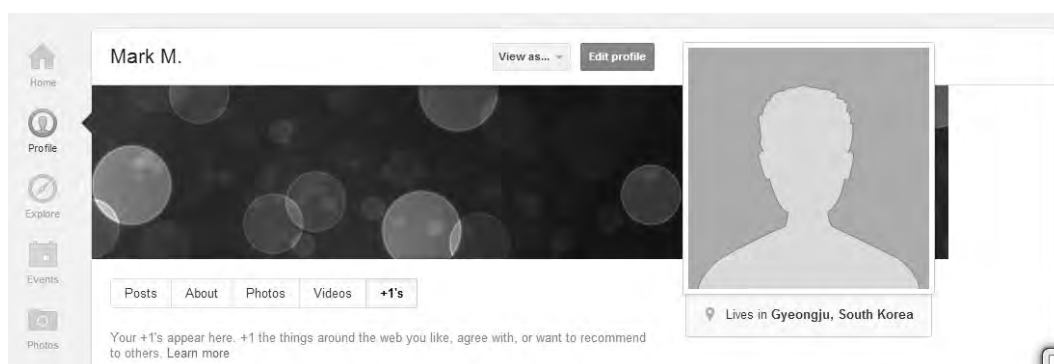 Mark M.
View as...
Edit profile
Home
Profile
Explore
Events
Photos
Posts
About
Photos
Videos
+1's
Lives in Gyeongju, South Korea
Your +1's appear here. +1 the things around the web you like, agree with, or want to recommend
to others. Learn more